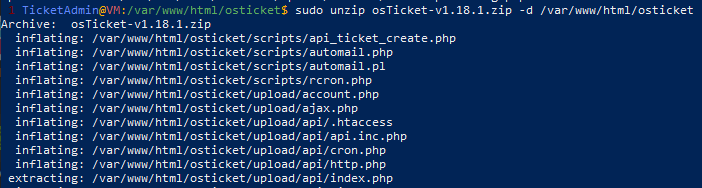 TicketAdmin@VM:/var/www/html/osticket$ sudo unzip osTicket-v1.18.1.zip -d /var/www/html/osticket
Archive:  osTicket-v1.18.1.zip
  inflating: /var/www/html/osticket/scripts/api_ticket_create.php
  inflating: /var/www/html/osticket/scripts/automail.php
  inflating: /var/www/html/osticket/scripts/automail.pl
  inflating: /var/www/html/osticket/scripts/rcron.php
  inflating: /var/www/html/osticket/upload/account.php
  inflating: /var/www/html/osticket/upload/ajax.php
  inflating: /var/www/html/osticket/upload/api/.htaccess
  inflating: /var/www/html/osticket/upload/api/api.inc.php
  inflating: /var/www/html/osticket/upload/api/cron.php
  inflating: /var/www/html/osticket/upload/api/http.php
 extracting: /var/www/html/osticket/upload/api/index.php